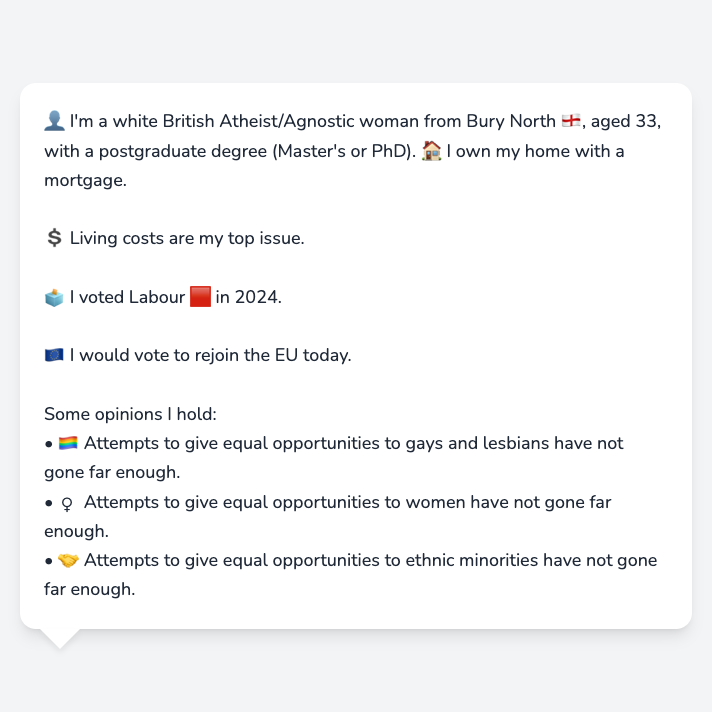 👤 I'm a white British Atheist/Agnostic woman from Bury North 🏴󠁧󠁢󠁥󠁮󠁧󠁿, aged 33,
with a postgraduate degree (Master's or PhD). 🏠 I own my home with a
mortgage.
💲 Living costs are my top issue.
🗳️ I voted Labour 🟥 in 2024.
🇪🇺 I would vote to rejoin the EU today.
Some opinions I hold:
• 🏳️‍🌈 Attempts to give equal opportunities to gays and lesbians have not
gone far enough.
• ♀ Attempts to give equal opportunities to women have not gone far
enough.
• 🤝 Attempts to give equal opportunities to ethnic minorities have not gone
far enough.